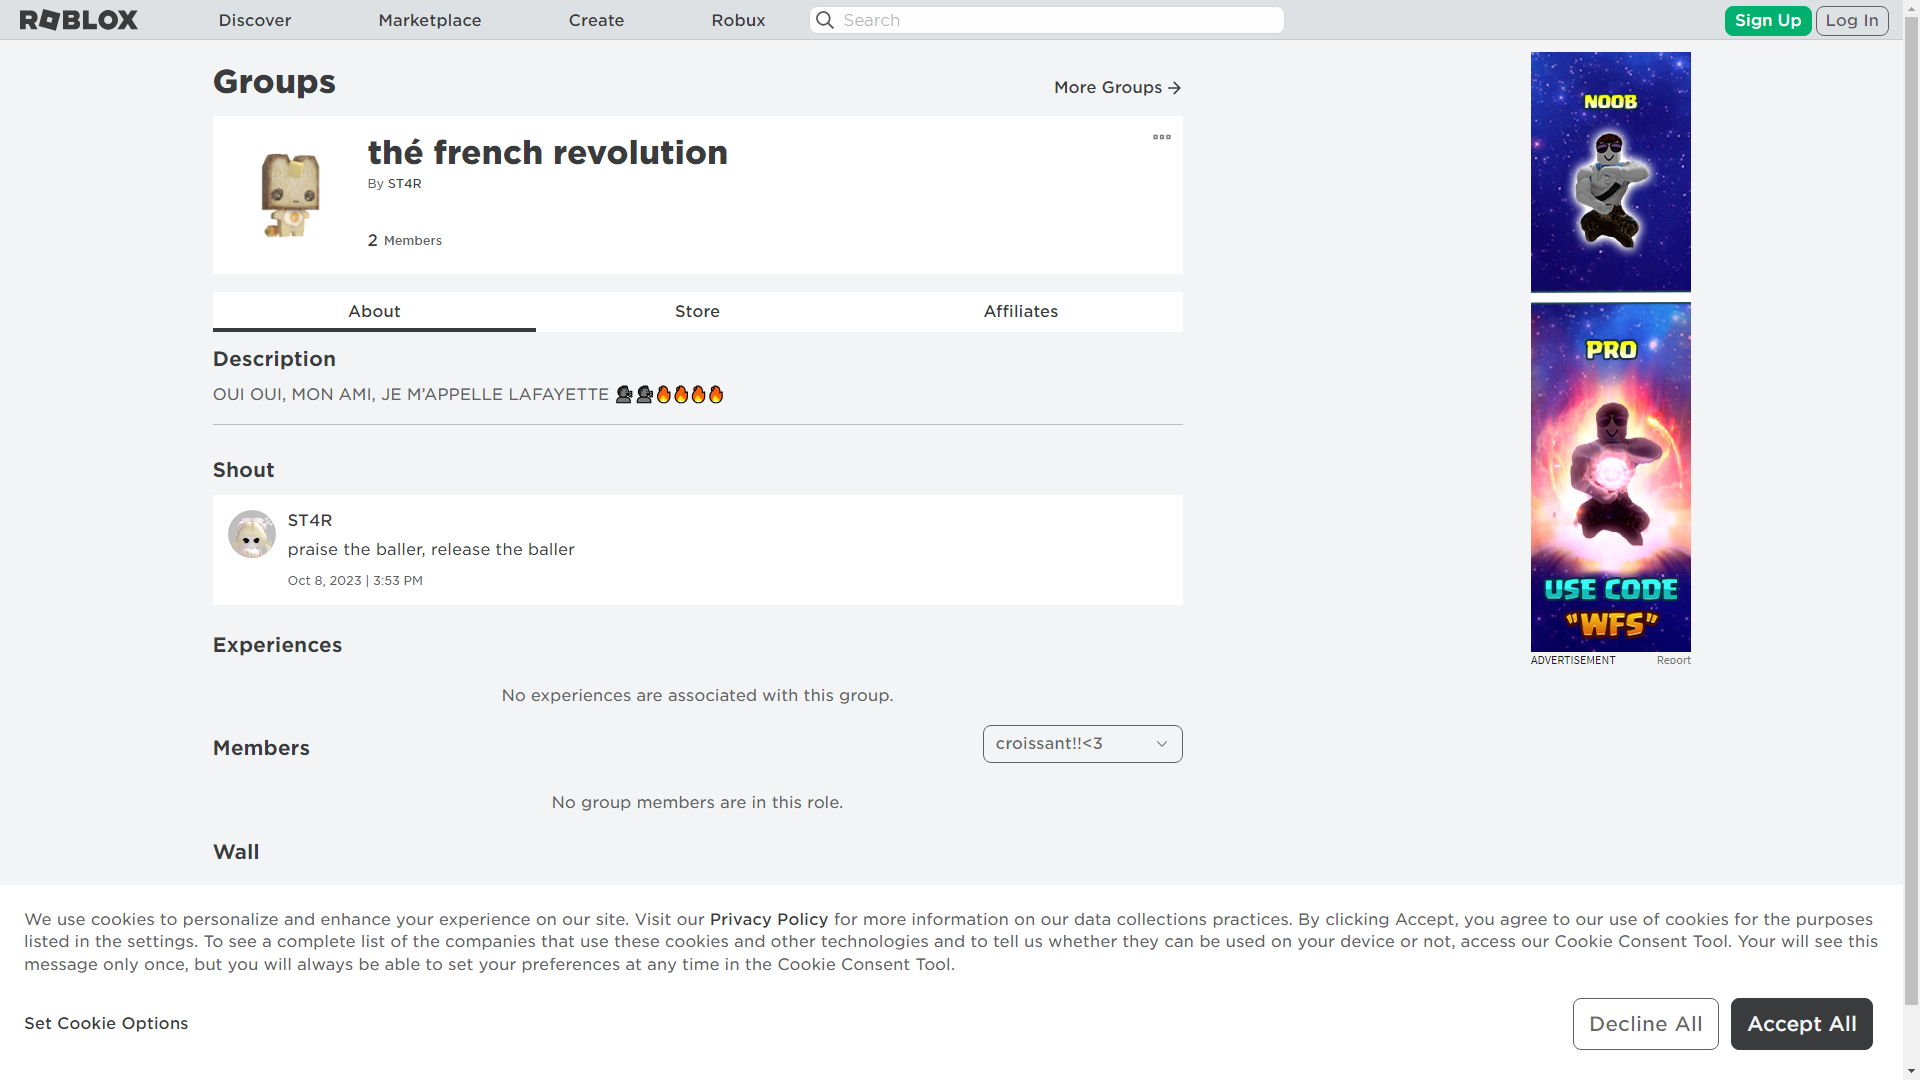 ROBLOX
Discover
Marketplace
Create
Robux
Search
Sign Up
Log In
Groups
More Groups
thé french revolution
By ST4R
2 Members
About
Store
Affiliates
Description
OUI OUI, MON AMI, JE M’APPELLE LAFAYETTE 🗣🗣🔥🔥🔥🔥
Shout
ST4R
praise the baller, release the baller
Oct 8, 2023 | 3:53 PM
Experiences
No experiences are associated with this group.
Members
croissant!!<3
No group members are in this role.
Wall
NOOB
PRO
USE CODE
"WFS"
ADVERTISEMENT
Report
We use cookies to personalize and enhance your experience on our site. Visit our Privacy Policy for more information on our data collections practices. By clicking Accept, you agree to our use of cookies for the purposes
listed in the settings. To see a complete list of the companies that use these cookies and other technologies and to tell us whether they can be used on your device or not, access our Cookie Consent Tool. Your will see this
message only once, but you will always be able to set your preferences at any time in the Cookie Consent Tool.
Set Cookie Options
Decline All
Accept All